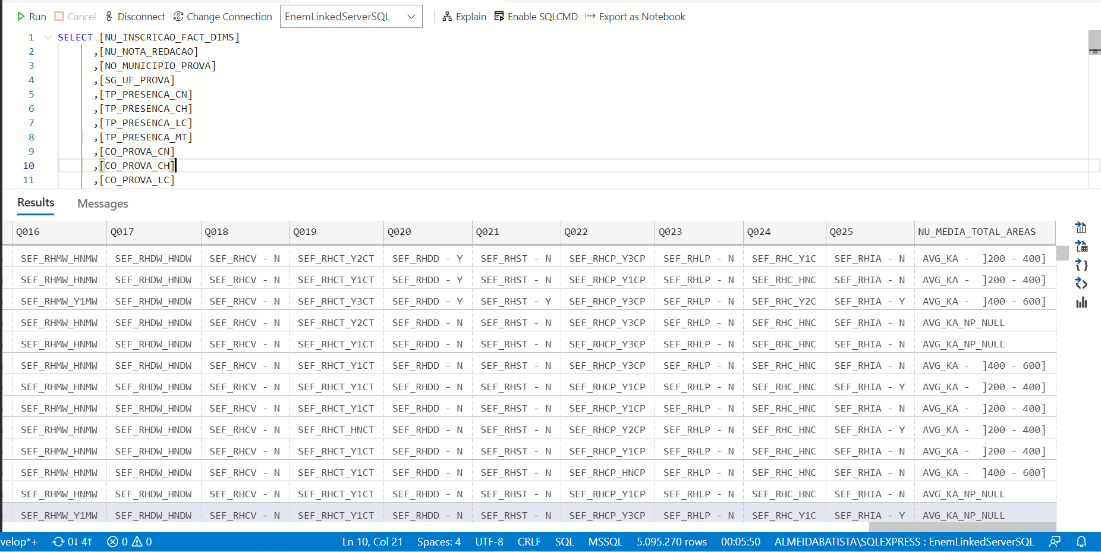 Run Cancel Disconnect Change Connection EnemLinkedServerSQL Explain Enable SQLCMD Export as Notebook
1 SELECT [NU_INSCRICAO_FACT_DIMS]
2 ,[NU_NOTA_REDACAO]
3 ,[NO_MUNICIPIO_PROVA]
4 ,[SG_UF_PROVA]
5 ,[TP_PRESENCA_CN]
6 ,[TP_PRESENCA_CH]
7 ,[TP_PRESENCA_LC]
8 ,[TP_PRESENCA_MT]
9 ,[CO_PROVA_CN]
10 ,[CO_PROVA_CH]
11 ,[CO_PROVA_LC]
Results Messages
Q016 Q017 Q018 Q019 Q020 Q021 Q022 Q023 Q024 Q025 NU_MEDIA_TOTAL_AREAS
SEF_RHMW_HNMW SEF_RHDW_HNDW SEF_RHCV - N SEF_RHCT_Y2CT SEF_RHDD - Y SEF_RHST - N SEF_RHCP_Y3CP SEF_RHLP - N SEF_RHC_Y1C SEF_RHIA - N AVG_KA - ]200 - 400]
SEF_RHMW_HNMW SEF_RHDW_HNDW SEF_RHCV - N SEF_RHCT_Y1CT SEF_RHDD - Y SEF_RHST - N SEF_RHCP_Y1CP SEF_RHLP - N SEF_RHC_HNC SEF_RHIA - N AVG_KA - ]200 - 400]
SEF_RHMW_Y1MW SEF_RHDW_HNDW SEF_RHCV - N SEF_RHCT_Y3CT SEF_RHDD - Y SEF_RHST - Y SEF_RHCP_Y3CP SEF_RHLP - N SEF_RHC_Y2C SEF_RHIA - Y AVG_KA - ]400 - 600]
SEF_RHMW_HNMW SEF_RHDW_HNDW SEF_RHCV - N SEF_RHCT_Y2CT SEF_RHDD - N SEF_RHST - N SEF_RHCP_Y3CP SEF_RHLP - N SEF_RHC_HNC SEF_RHIA - N AVG_KA_NP_NULL
SEF_RHMW_HNMW SEF_RHDW_HNDW SEF_RHCV - N SEF_RHCT_Y1CT SEF_RHDD - N SEF_RHST - N SEF_RHCP_Y3CP SEF_RHLP - N SEF_RHC_HNC SEF_RHIA - N AVG_KA_NP_NULL
SEF_RHMW_HNMW SEF_RHDW_HNDW SEF_RHCV - N SEF_RHCT_Y1CT SEF_RHDD - N SEF_RHST - N SEF_RHCP_Y3CP SEF_RHLP - N SEF_RHC_HNC SEF_RHIA - N AVG_KA - ]400 - 600]
SEF_RHMW_HNMW SEF_RHDW_HNDW SEF_RHCV - N SEF_RHCT_Y1CT SEF_RHDD - N SEF_RHST - N SEF_RHCP_Y1CP SEF_RHLP - N SEF_RHC_HNC SEF_RHIA - Y AVG_KA - ]200 - 400]
SEF_RHMW_HNMW SEF_RHDW_HNDW SEF_RHCV - N SEF_RHCT_Y1CT SEF_RHDD - N SEF_RHST - N SEF_RHCP_Y1CP SEF_RHLP - N SEF_RHC_HNC SEF_RHIA - N AVG_KA - ]200 - 400]
SEF_RHMW_HNMW SEF_RHDW_HNDW SEF_RHCV - N SEF_RHCT_HNCT SEF_RHDD - N SEF_RHST - N SEF_RHCP_Y2CP SEF_RHLP - N SEF_RHC_HNC SEF_RHIA - Y AVG_KA - ]200 - 400]
SEF_RHMW_HNMW SEF_RHDW_HNDW SEF_RHCV - N SEF_RHCT_Y1CT SEF_RHDD - N SEF_RHST - N SEF_RHCP_Y1CP SEF_RHLP - N SEF_RHC_HNC SEF_RHIA - N AVG_KA - ]200 - 400]
SEF_RHMW_HNMW SEF_RHDW_HNDW SEF_RHCV - N SEF_RHCT_Y1CT SEF_RHDD - N SEF_RHST - N SEF_RHCP_HNCP SEF_RHLP - N SEF_RHC_HNC SEF_RHIA - N AVG_KA - ]400 - 600]
SEF_RHMW_HNMW SEF_RHDW_HNDW SEF_RHCV - N SEF_RHCT_Y1CT SEF_RHDD - N SEF_RHST - N SEF_RHCP_Y1CP SEF_RHLP - N SEF_RHC_HNC SEF_RHIA - N AVG_KA_NP_NULL
SEF_RHMW_Y1MW SEF_RHDW_HNDW SEF_RHCV - N SEF_RHCT_Y1CT SEF_RHDD - N SEF_RHST - N SEF_RHCP_Y3CP SEF_RHLP - N SEF_RHC_Y1C SEF_RHIA - Y AVG_KA_NP_NULL
velop*+ 0↓ 4↑ 0 0 Ln 10, Col 21 Spaces: 4 UTF-8 CRLF SQL MSSQL 5.095.270 rows 00:05:50 ALMEIDABATISTA\SQLEXPRESS : EnemLinkedServerSQL